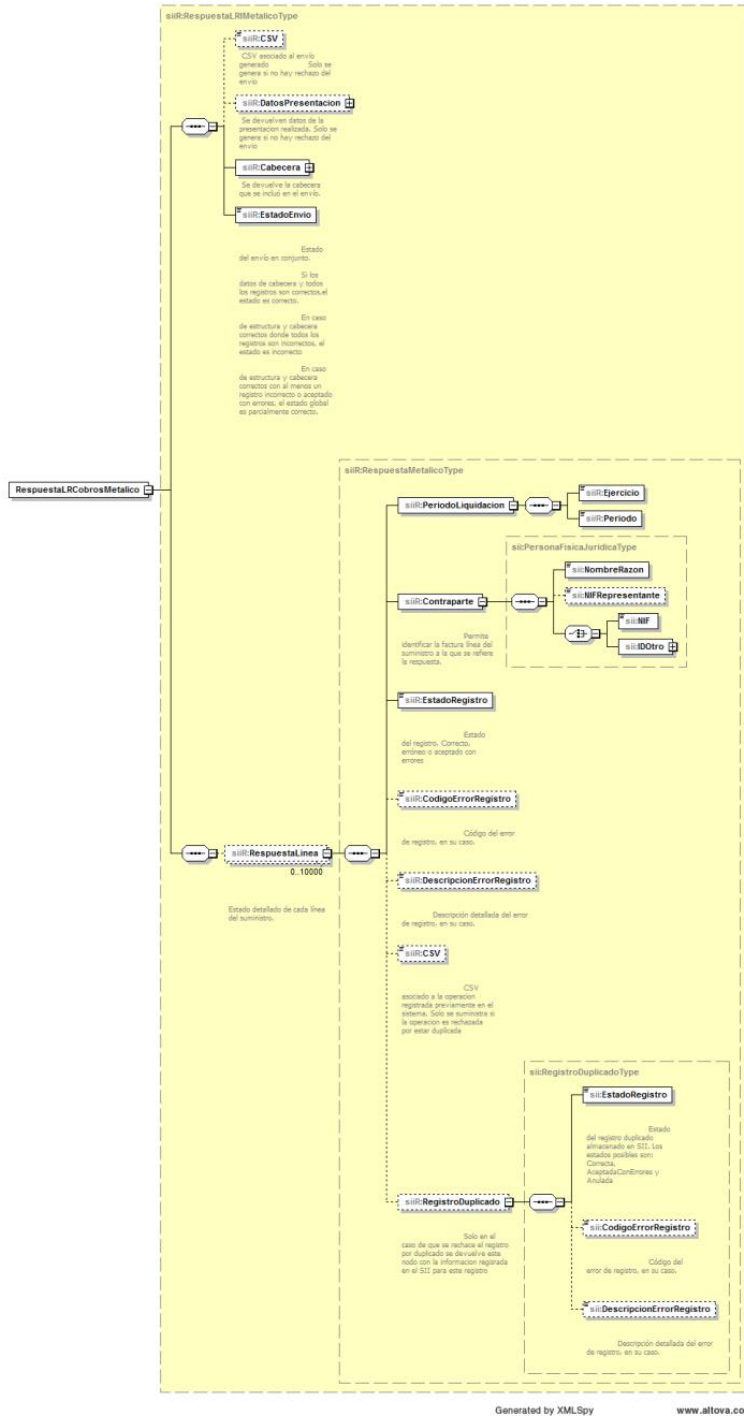 siiR:RespuestaLRIMetalicoType
siiR:CSV
CSV asociado al envío
generado Solo se
genera si no hay rechazo del
envío
siiR:DatosPresentacion
Se devuelven datos de la
presentacion realizada. Solo se
genera si no hay rechazo del
envío
siiR:Cabecera
Se devuelve la cabecera
que se incluló en el envío.
siiR:EstadoEnvio
Estado
del envío en conjunto.
Si los
datos de cabecera y todos
los registros son correctos,el
estado es correcto.
En caso
de estructura y cabecera
correctos donde todos los
registros son incorrectos, el
estado es incorrecto
En caso
de estructura y cabecera
correctos con al menos un
registro incorrecto o aceptado
con errores, el estado global
es parcialmente correcto.
RespuestaLRCobrosMetalico
siiR:RespuestaLinea
0..10000
Estado detallado de cada línea
del suministro.
siiR:RespuestaMetalicoType
siiR:PeriodoLiquidacion
siiR:Ejercicio
siiR:Periodo
sii:PersonaFisicaJuridicaType
siiR:Contraparte
sii:NombreRazon
sii:NIFRepresentante
sii:NIF
sii:IDOtro
Permite
identificar la factura línea del
suministro a la que se refiere
la respuesta.
siiR:EstadoRegistro
Estado
del registro. Correcto,
erróneo o aceptado con
errores
siiR:CodigoErrorRegistro
Código del error
de registro, en su caso.
siiR:DescripcionErrorRegistro
Descripción detallada del error
de registro, en su caso.
siiR:CSV
CSV
asociado a la operacion
registrada previamente en el
sistema. Solo se suministra si
la operacion es rechazada
por estar duplicada
siiR:RegistroDuplicado
Solo en el
caso de que se rechace el registro
por duplicado se devuelve este
nodo con la informacion registrada
en el SII para este registro
sii:RegistroDuplicadoType
sii:EstadoRegistro
Estado
del registro duplicado
almacenado en SII. Los
estados posibles son:
Correcta,
AceptadaConErrores y
Anulada
sii:CodigoErrorRegistro
Código del
error de registro, en su caso.
sii:DescripcionErrorRegistro
Descripción detallada del error
de registro, en su caso.
Generated by XMLSpy www.altova.co